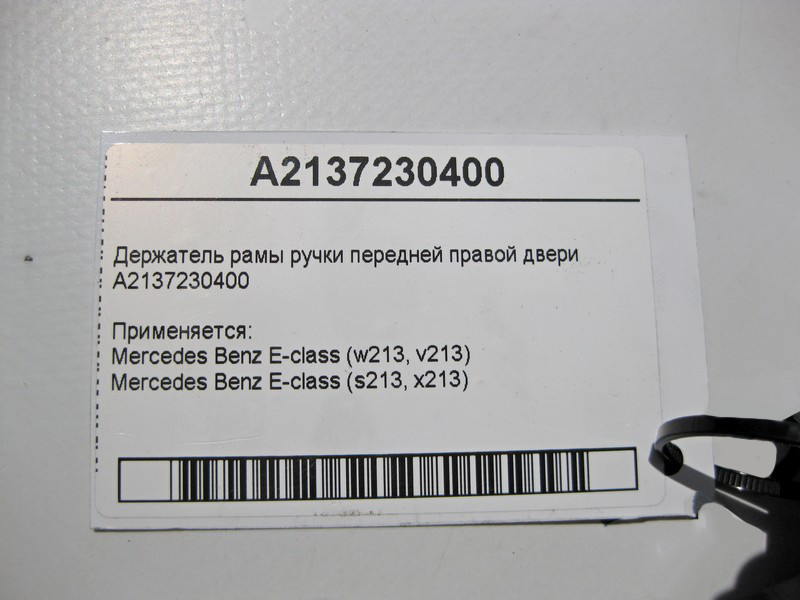 A2137230400
Держатель рамы ручки передней правой двери
A2137230400
Применяется:
Mercedes Benz E-class (w213, v213)
Mercedes Benz E-class (s213, x213)